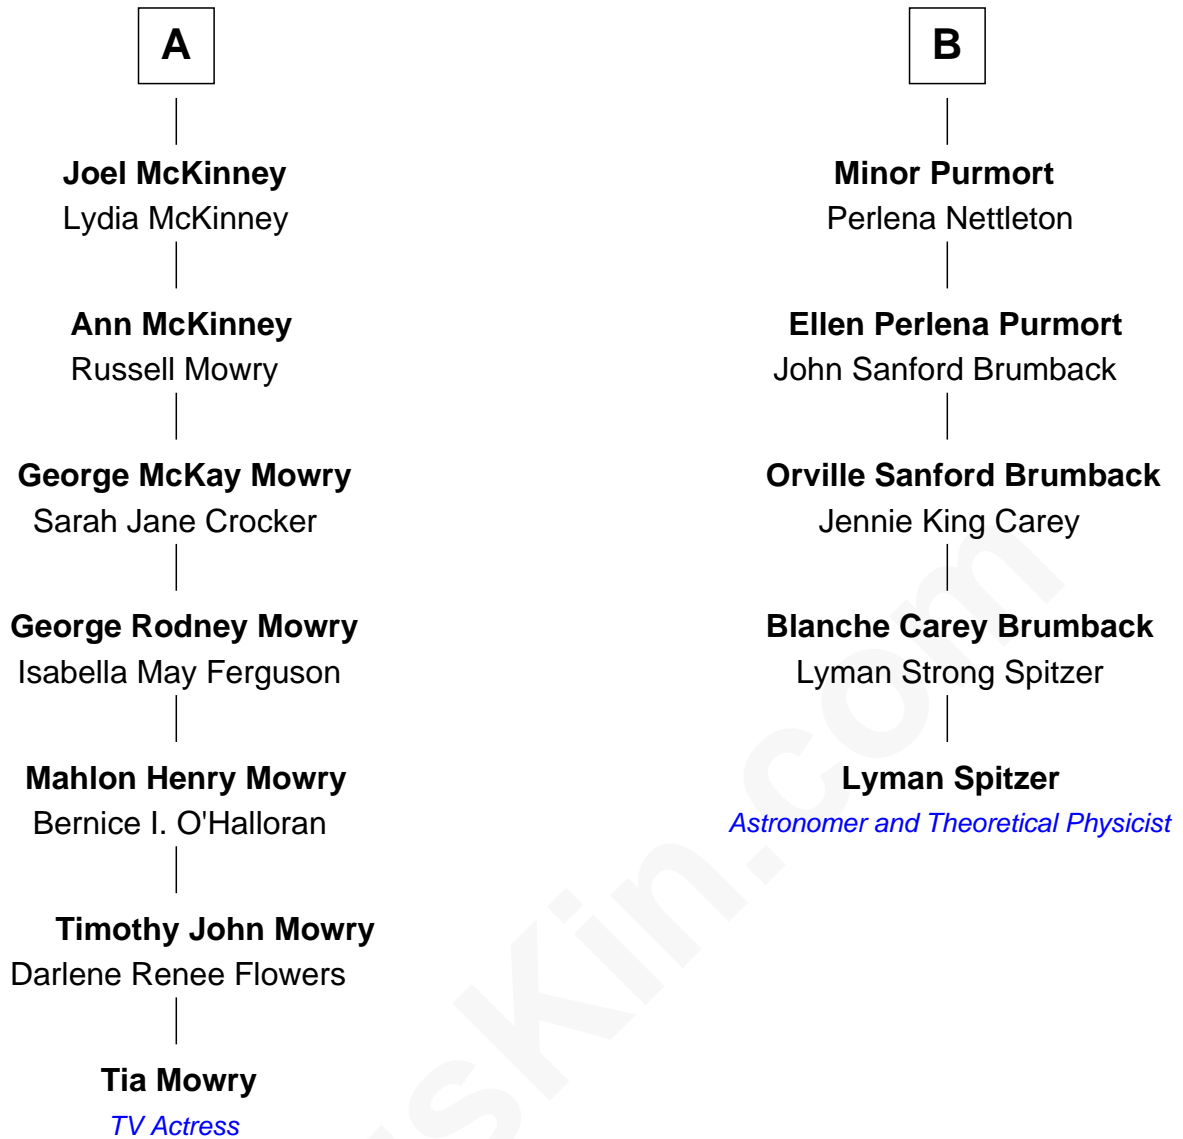 A
Joel McKinney
Lydia McKinney
Ann McKinney
Russell Mowry
George McKay Mowry
Sarah Jane Crocker
George Rodney Mowry
Isabella May Ferguson
Mahlon Henry Mowry
Bernice I. O'Halloran
Timothy John Mowry
Darlene Renee Flowers
Tia Mowry
TV Actress
B
Minor Purmort
Perlena Nettleton
Ellen Perlena Purmort
John Sanford Brumback
Orville Sanford Brumback
Jennie King Carey
Blanche Carey Brumback
Lyman Strong Spitzer
Lyman Spitzer
Astronomer and Theoretical Physicist
usKin.com